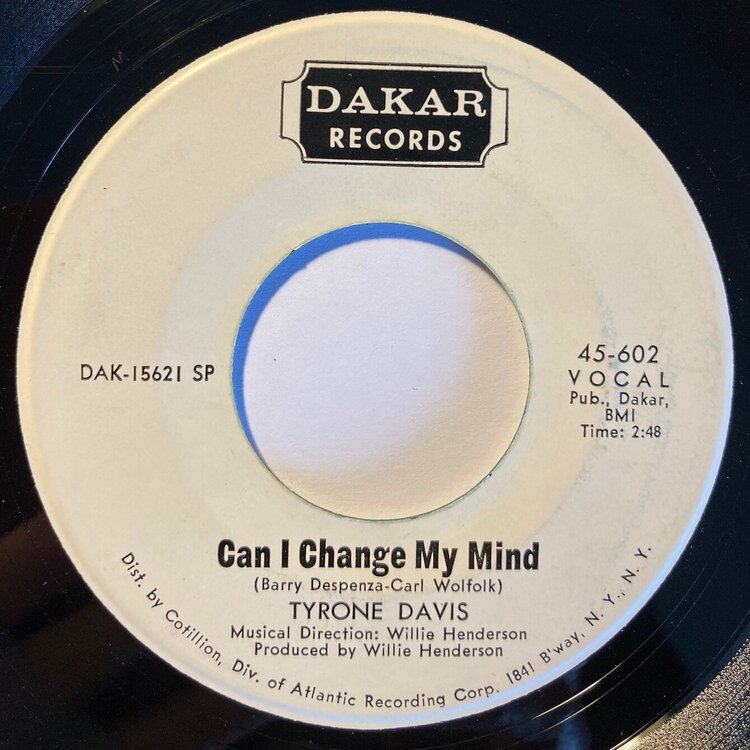 DAKAR
RECORDS
DAK-15621 SP
45-602
VOCAL
Pub., Dakar,
BMI
Time: 2:48
Can I Change My Mind
(Barry Despenza-Carl Wolfolk)
TYRONE DAVIS
Musical Direction: Willie Henderson
Produced by Willie Henderson
Dist. by Cotillion, Div. of Atlantic Recording Corp. 1841 B'way, N. Y., N. Y.